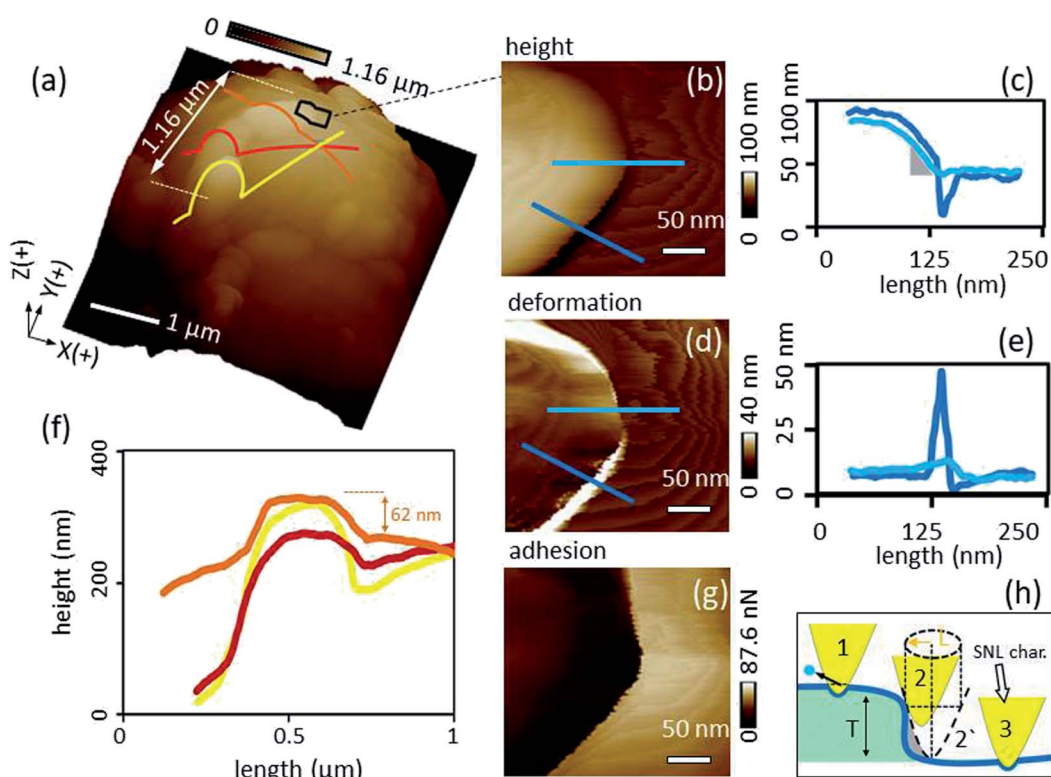 (a)
0
1.16 µm
1.16 µm
Z(+)
Y(+)
X(+)
1 µm
height
(b)
50 nm
0 nm
100 nm
(c)
0
50
100 nm
0
125
250
length (nm)
deformation
(d)
50 nm
0 nm
40 nm
(e)
0
25
50 nm
0
125
250
length (nm)
(f)
400
200
0
height (nm)
62 nm
0
0.5
1
length (µm)
adhesion
(g)
50 nm
0
87.6 nN
(h)
1
L
2
SNL char.
T
2`
3